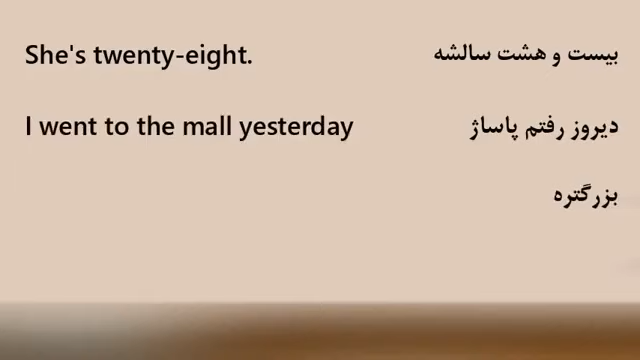 She's twenty-eight.
بیست و هشت سالشه
I went to the mall yesterday
دیروز رفتم پاساژ
بزرگتره